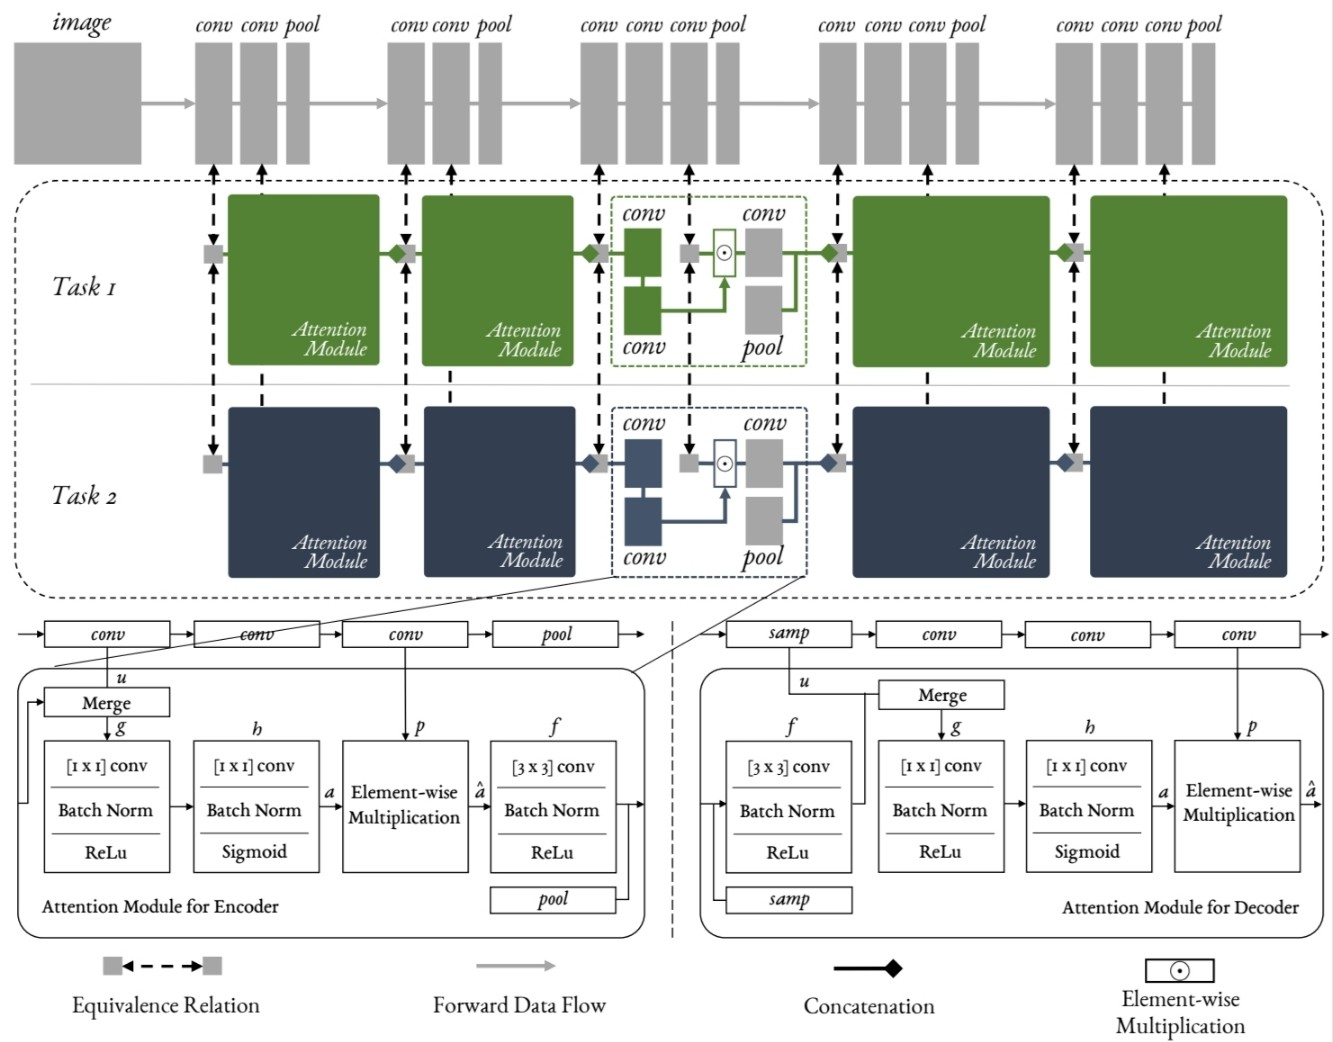 image conv conv pool conv conv pool conv conv conv pool conv conv conv pool conv conv conv pool
conv conv
Task 1
Attention Module
Attention Module
conv pool
Attention Module
Attention Module
conv conv
Task 2
Attention Module
Attention Module
conv pool
Attention Module
Attention Module
conv conv conv pool
samp conv conv conv
u
Merge
g h p f
[1 x 1] conv [1 x 1] conv Element-wise Multiplication [3 x 3] conv
Batch Norm Batch Norm a â Batch Norm
ReLu Sigmoid ReLu
pool
Attention Module for Encoder
u
Merge
f g h p
[3 x 3] conv [1 x 1] conv [1 x 1] conv Element-wise Multiplication
Batch Norm Batch Norm Batch Norm a â
ReLu ReLu Sigmoid
samp
Attention Module for Decoder
Equivalence Relation
Forward Data Flow
Concatenation
Element-wise
Multiplication